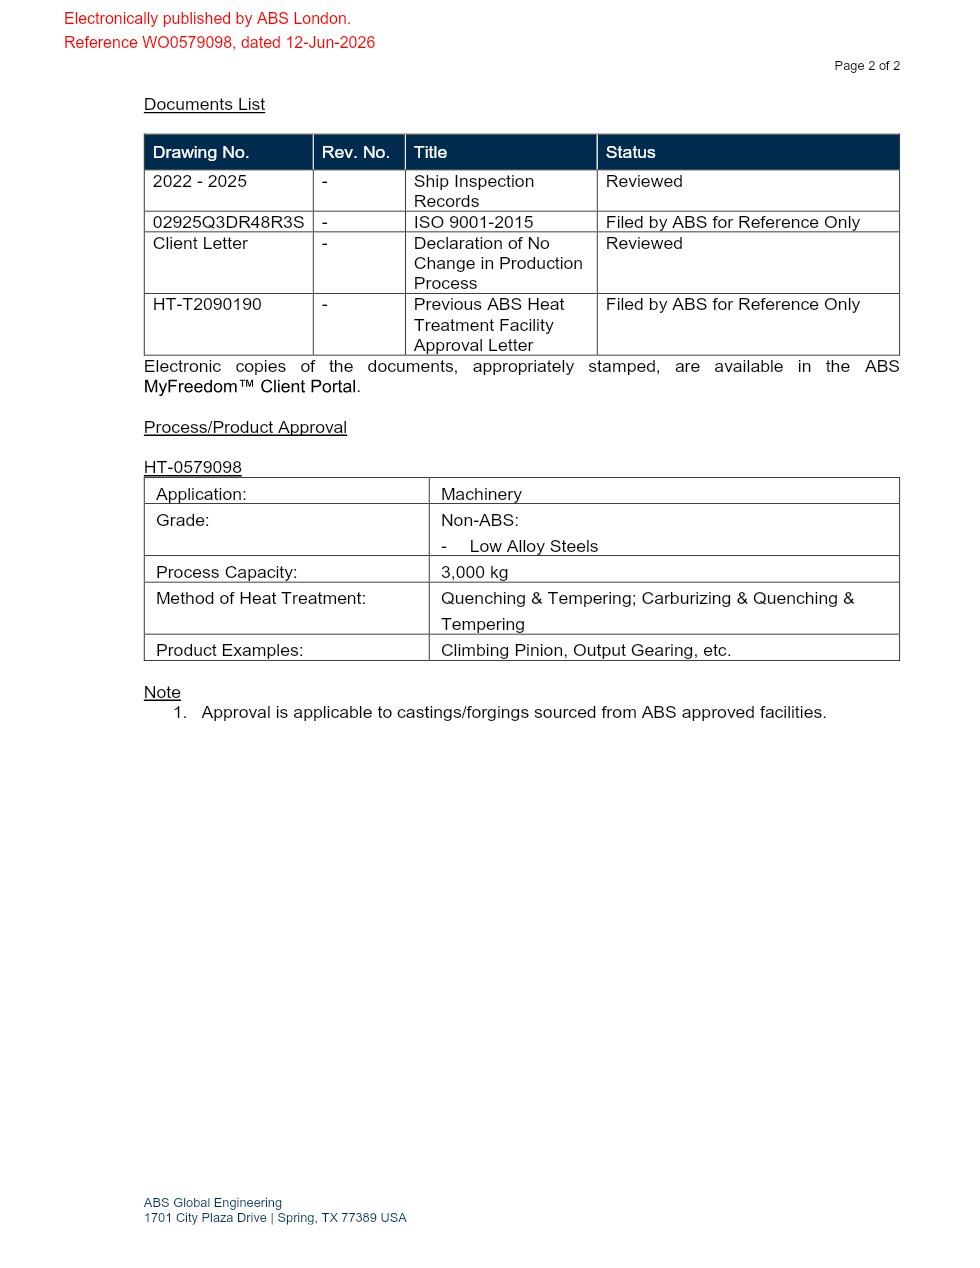 Electronically published by ABS London.
Reference WO0579098, dated 12-Jun-2026
Page 2 of 2
Documents List
Drawing No. Rev. No. Title Status
2022 - 2025 - Ship Inspection Reviewed
Records
02925Q3DR48R3S - ISO 9001-2015 Filed by ABS for Reference Only
Client Letter - Declaration of No Reviewed
Change in Production
Process
HT-T2090190 - Previous ABS Heat Filed by ABS for Reference Only
Treatment Facility
Approval Letter
Electronic copies of the documents, appropriately stamped, are available in the ABS
MyFreedom™ Client Portal.
Process/Product Approval
HT-0579098
Application: Machinery
Grade: Non-ABS:
- Low Alloy Steels
Process Capacity: 3,000 kg
Method of Heat Treatment: Quenching & Tempering; Carburizing & Quenching &
Tempering
Product Examples: Climbing Pinion, Output Gearing, etc.
Note
1. Approval is applicable to castings/forgings sourced from ABS approved facilities.
ABS Global Engineering
1701 City Plaza Drive | Spring, TX 77389 USA